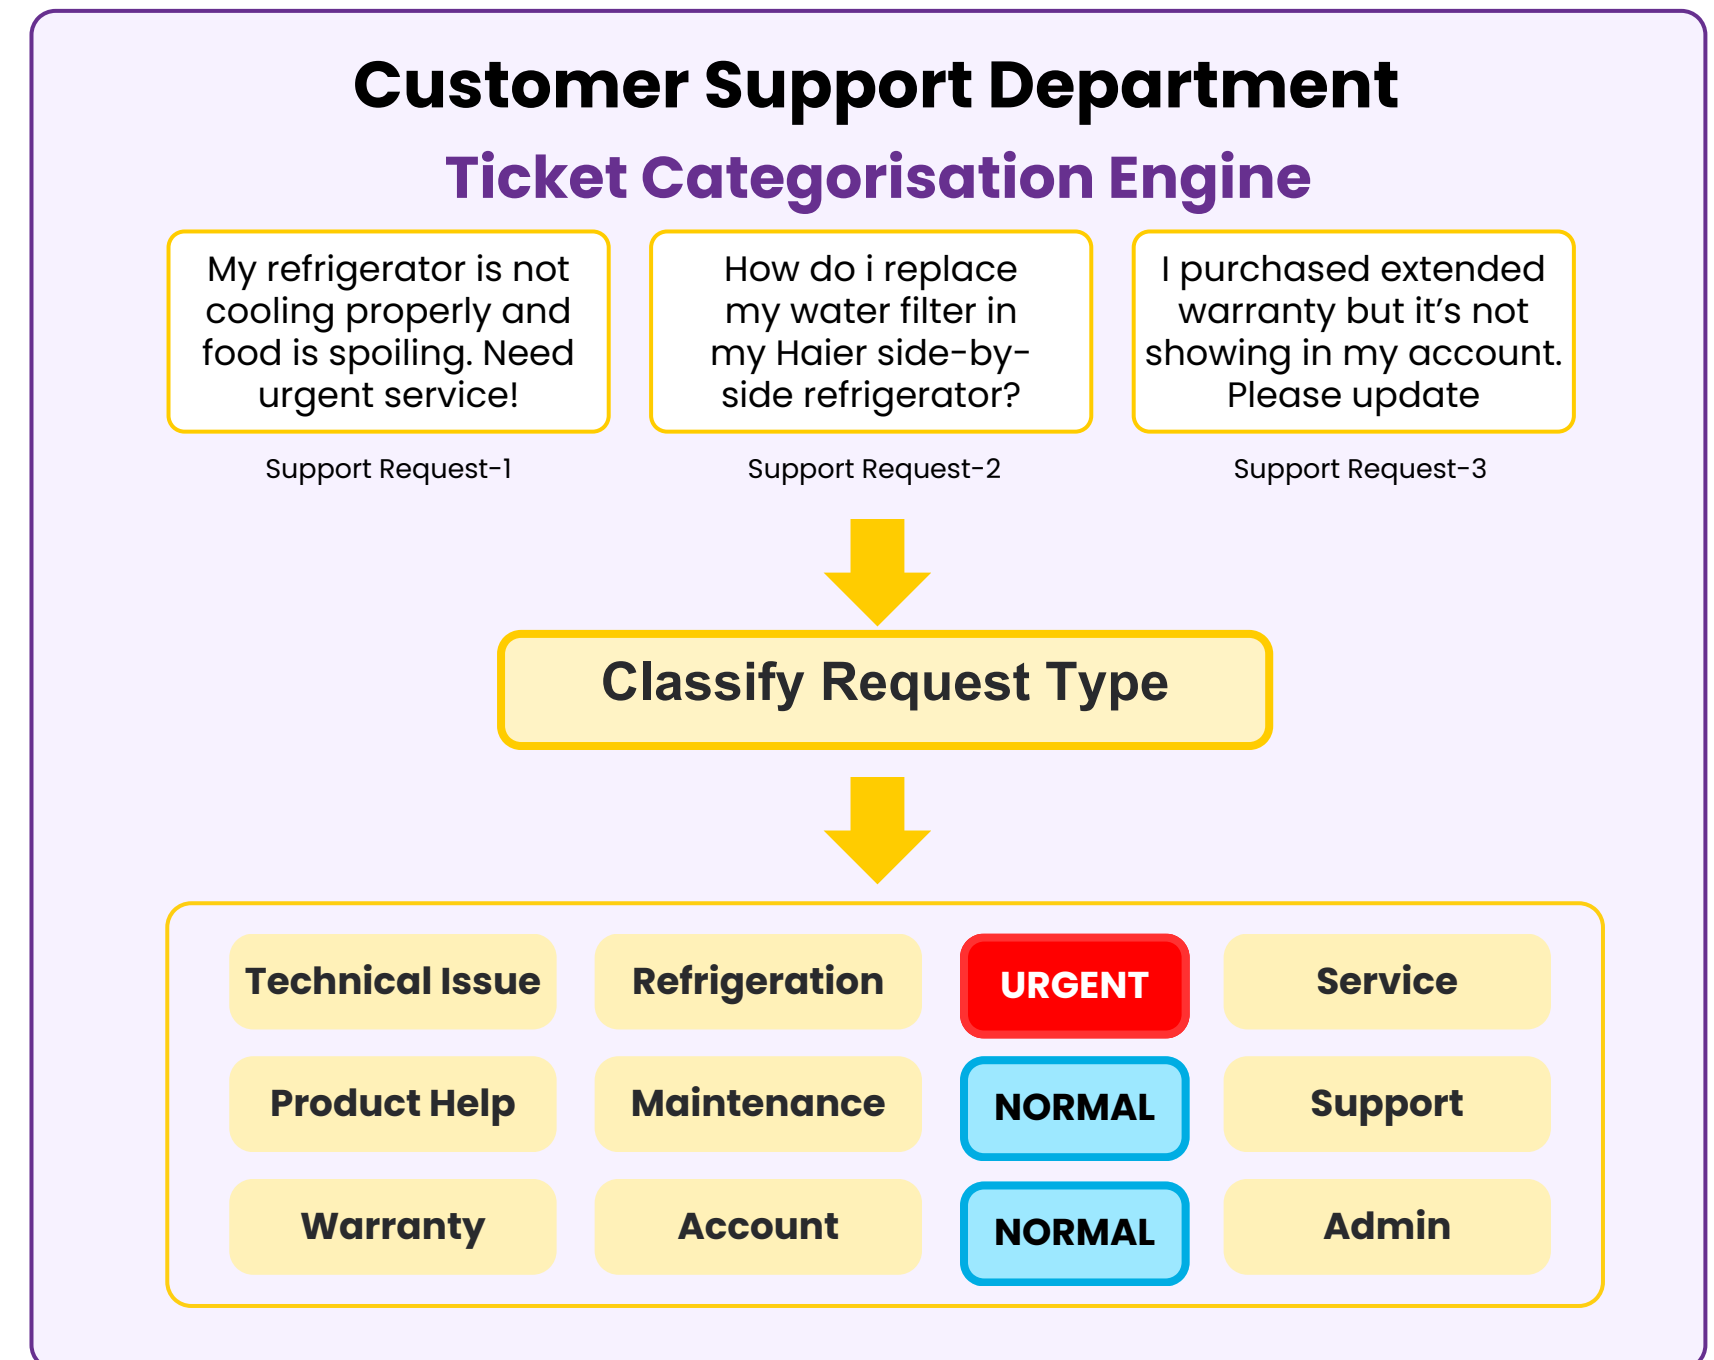 Customer Support Department
Ticket Categorisation Engine
My refrigerator is not
cooling properly and
food is spoiling. Need
urgent service!
Support Request-1
How do i replace
my water filter in
my Haier side-by-
side refrigerator?
Support Request-2
I purchased extended
warranty but it’s not
showing in my account.
Please update
Support Request-3
Classify Request Type
Technical Issue
Refrigeration
URGENT
Service
Product Help
Maintenance
NORMAL
Support
Warranty
Account
NORMAL
Admin